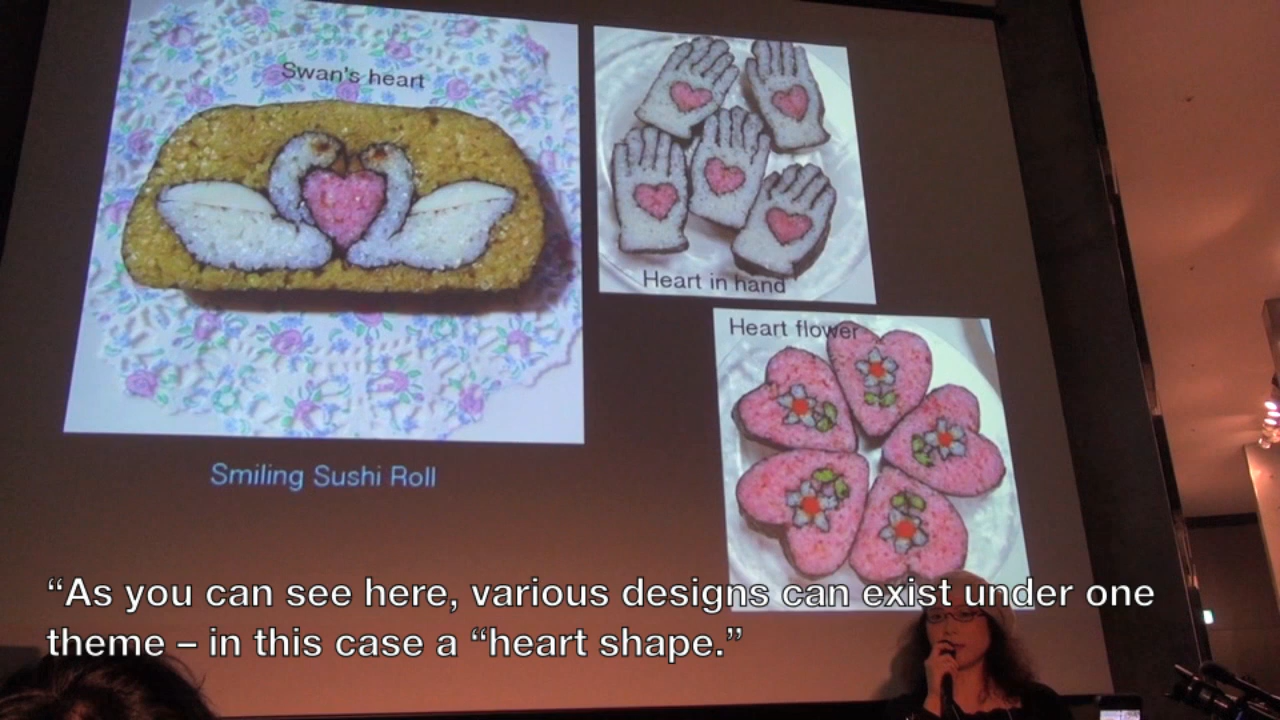 Swan's heart
Heart in hand
Heart flower
Smiling Sushi Roll
“As you can see here, various designs can exist under one
theme – in this case a “heart shape.”